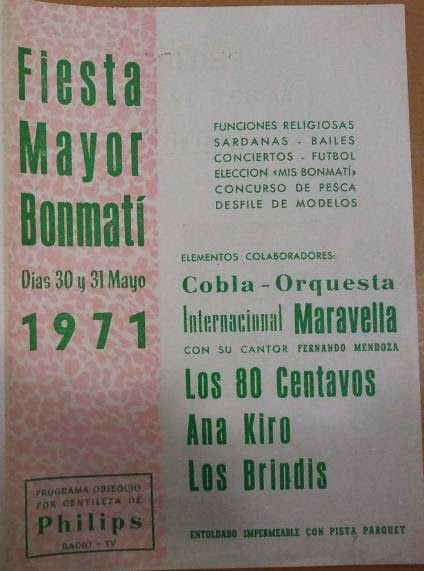 Fiesta
Mayor
Bonmatí
Dias 30 y 31 Mayo
1971
FUNCIONES RELIGIOSAS
SARDANAS - BAILES
CONCIERTOS - FUTBOL
ELECCION «MIS BONMATÍ»
CONCURSO DE PESCA
DESFILE DE MODELOS
ELEMENTOS COLABORADORES:
Cobla - Orquesta
Internacional Maravella
CON SU CANTOR FERNANDO MENDOZA
Los 80 Centavos
Ana Kiro
Los Brindis
PROGRAMA OBSEQUIO
POR GENTILEZA DE
Philips
RADIO - TV
ENTOLDADO IMPERMEABLE CON PISTA PARQUET